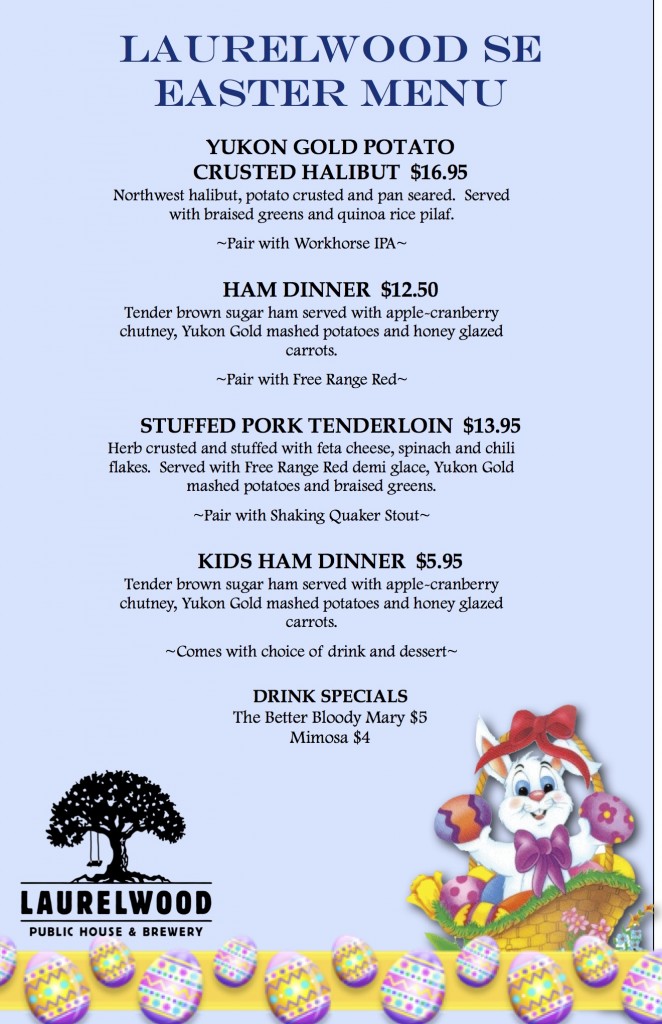 LAURELWOOD SE
EASTER MENU
YUKON GOLD POTATO
CRUSTED HALIBUT $16.95
Northwest halibut, potato crusted and pan seared. Served
with braised greens and quinoa rice pilaf.
~Pair with Workhorse IPA~
HAM DINNER $12.50
Tender brown sugar ham served with apple-cranberry
chutney, Yukon Gold mashed potatoes and honey glazed
carrots.
~Pair with Free Range Red~
STUFFED PORK TENDERLOIN $13.95
Herb crusted and stuffed with feta cheese, spinach and chili
flakes. Served with Free Range Red demi glace, Yukon Gold
mashed potatoes and braised greens.
~Pair with Shaking Quaker Stout~
KIDS HAM DINNER $5.95
Tender brown sugar ham served with apple-cranberry
chutney, Yukon Gold mashed potatoes and honey glazed
carrots.
~Comes with choice of drink and dessert~
DRINK SPECIALS
The Better Bloody Mary $5
Mimosa $4
LAURELWOOD
PUBLIC HOUSE & BREWERY